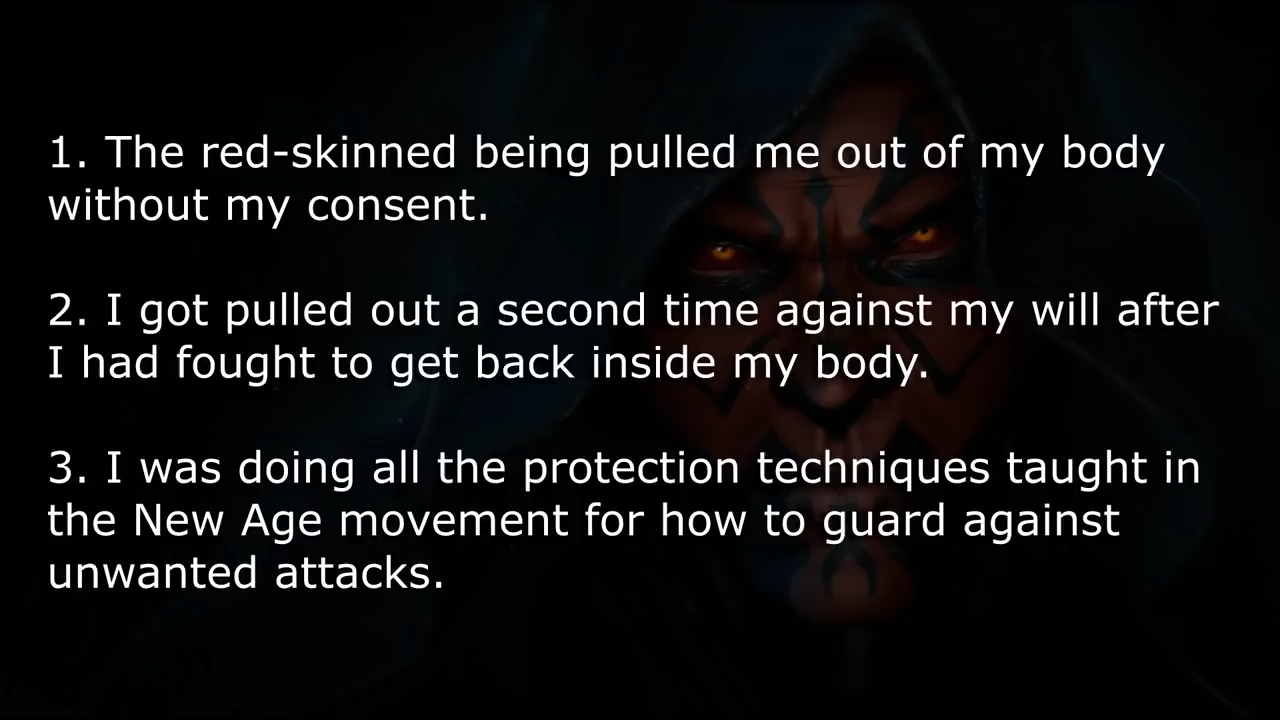 1. The red-skinned being pulled me out of my body
without my consent.
2. I got pulled out a second time against my will after
I had fought to get back inside my body.
3. I was doing all the protection techniques taught in
the New Age movement for how to guard against
unwanted attacks.